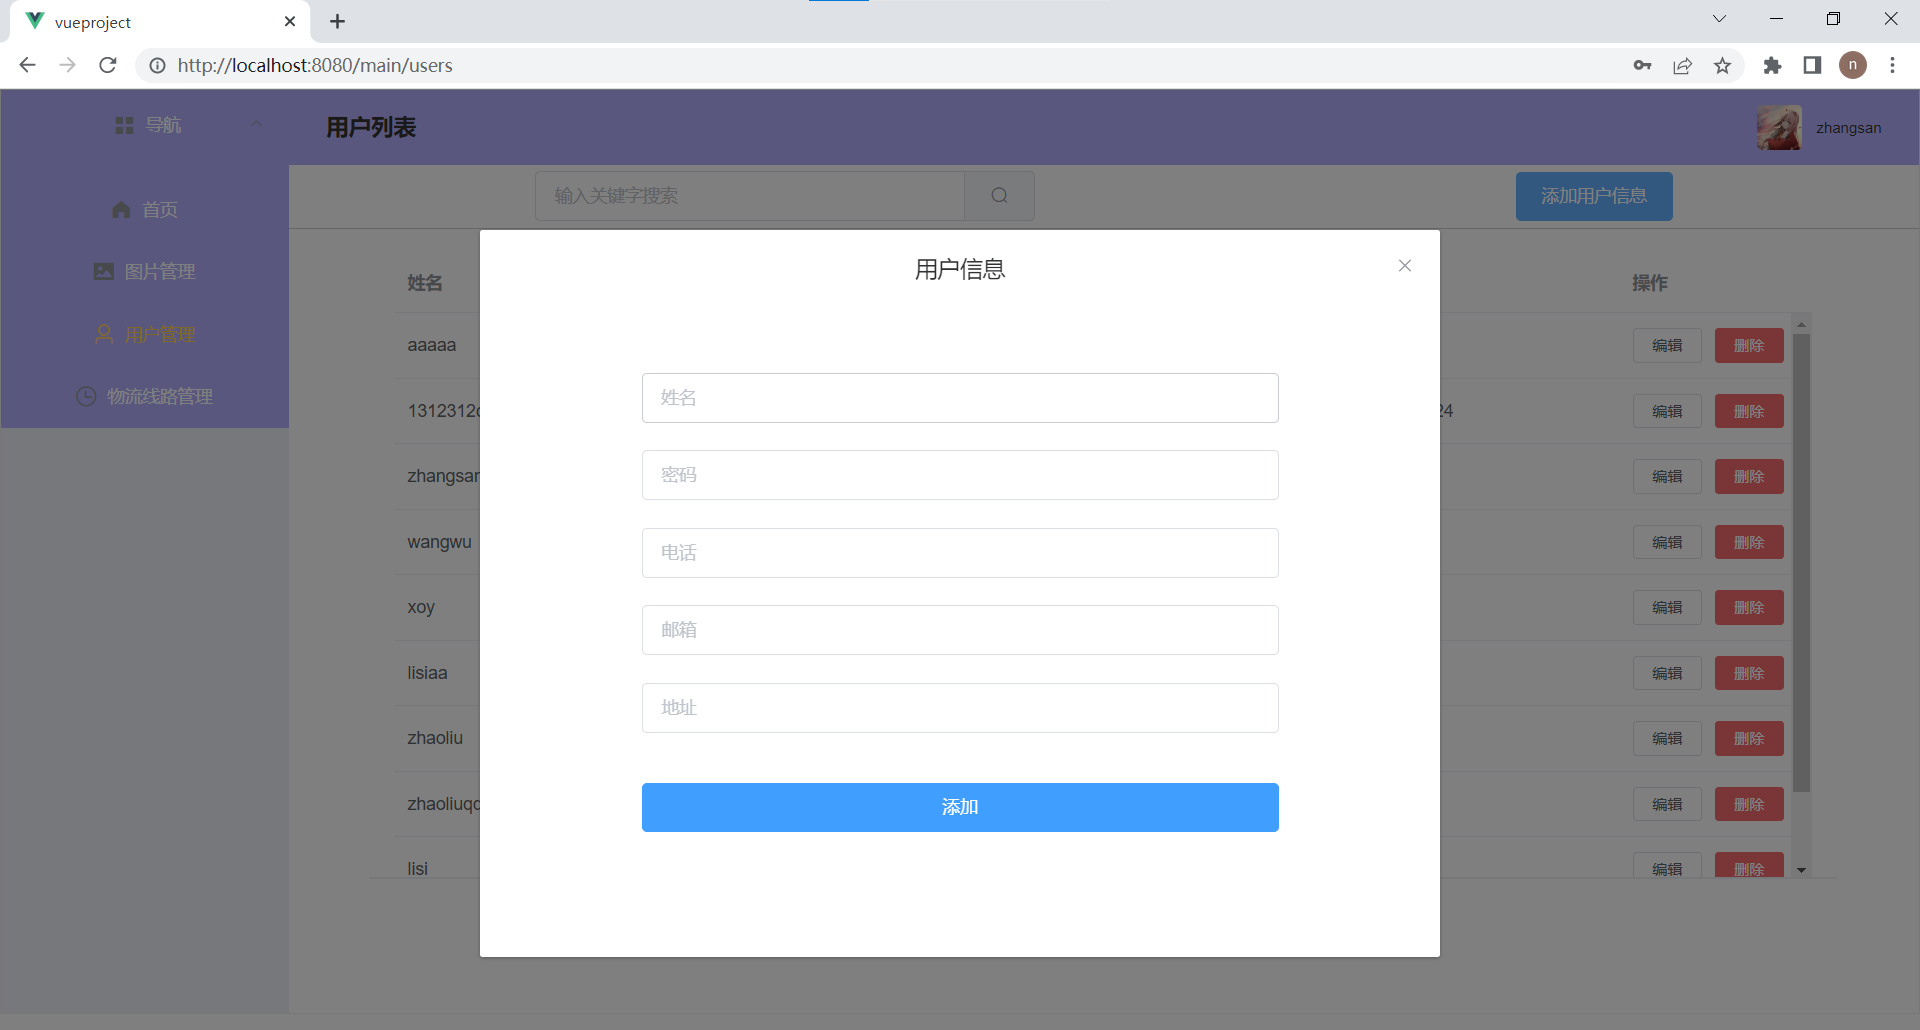 vueproject
http://localhost:8080/main/users
n
导航
用户列表
zhangsan
首页
图片管理
用户管理
物流线路管理
输入关键字搜索
添加用户信息
用户信息
姓名
操作
aaaaa
编辑 删除
1312312
24
编辑 删除
zhangsan
编辑 删除
wangwu
编辑 删除
xoy
编辑 删除
lisiaa
编辑 删除
zhaoliu
编辑 删除
zhaoliuqc
编辑 删除
lisi
编辑 删除
姓名
密码
电话
邮箱
地址
添加